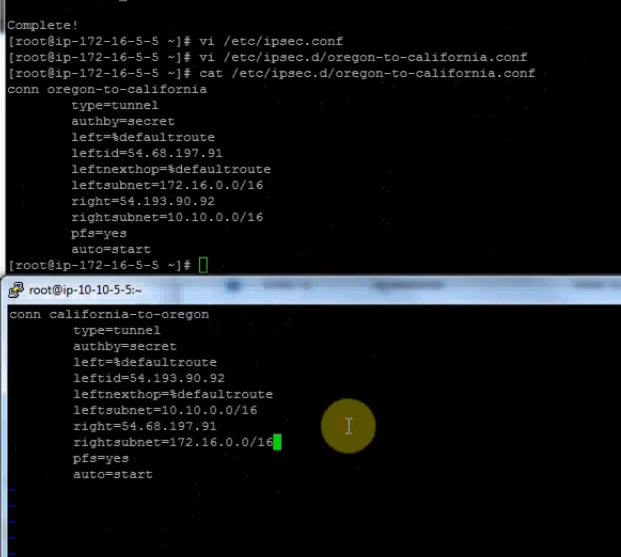 Complete!
[root@ip-172-16-5-5 ~]# vi /etc/ipsec.conf
[root@ip-172-16-5-5 ~]# vi /etc/ipsec.d/oregon-to-california.conf
[root@ip-172-16-5-5 ~]# cat /etc/ipsec.d/oregon-to-california.conf
conn oregon-to-california
        type=tunnel
        authby=secret
        left=%defaultroute
        leftid=54.68.197.91
        leftnexthop=%defaultroute
        leftsubnet=172.16.0.0/16
        right=54.193.90.92
        rightsubnet=10.10.0.0/16
        pfs=yes
        auto=start
[root@ip-172-16-5-5 ~]#
root@ip-10-10-5-5:~
conn california-to-oregon
        type=tunnel
        authby=secret
        left=%defaultroute
        leftid=54.193.90.92
        leftnexthop=%defaultroute
        leftsubnet=10.10.0.0/16
        right=54.68.197.91
        rightsubnet=172.16.0.0/16
        pfs=yes
        auto=start
~
~
~
~
~